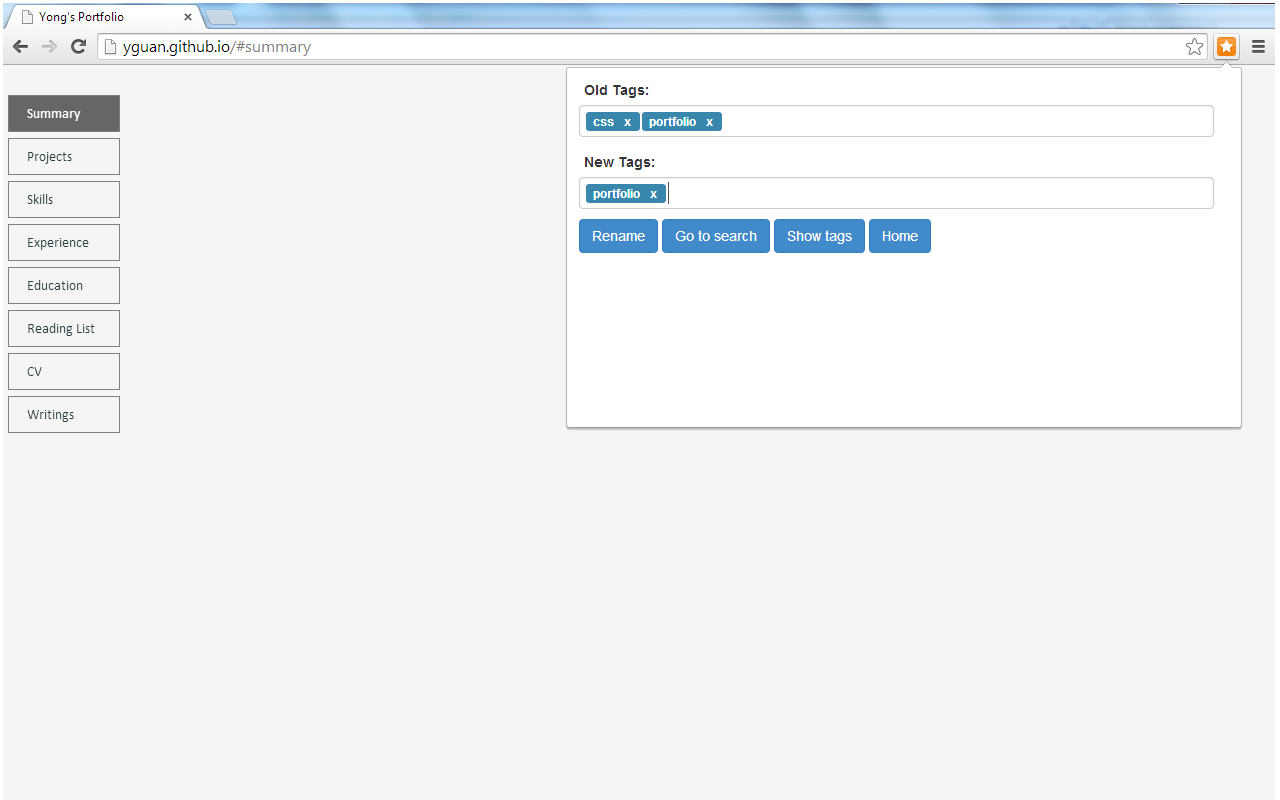 Yong's Portfolio x
yguan.github.io/#summary
Summary
Projects
Skills
Experience
Education
Reading List
CV
Writings
Old Tags:
css x portfolio x
New Tags:
portfolio x
Rename Go to search Show tags Home